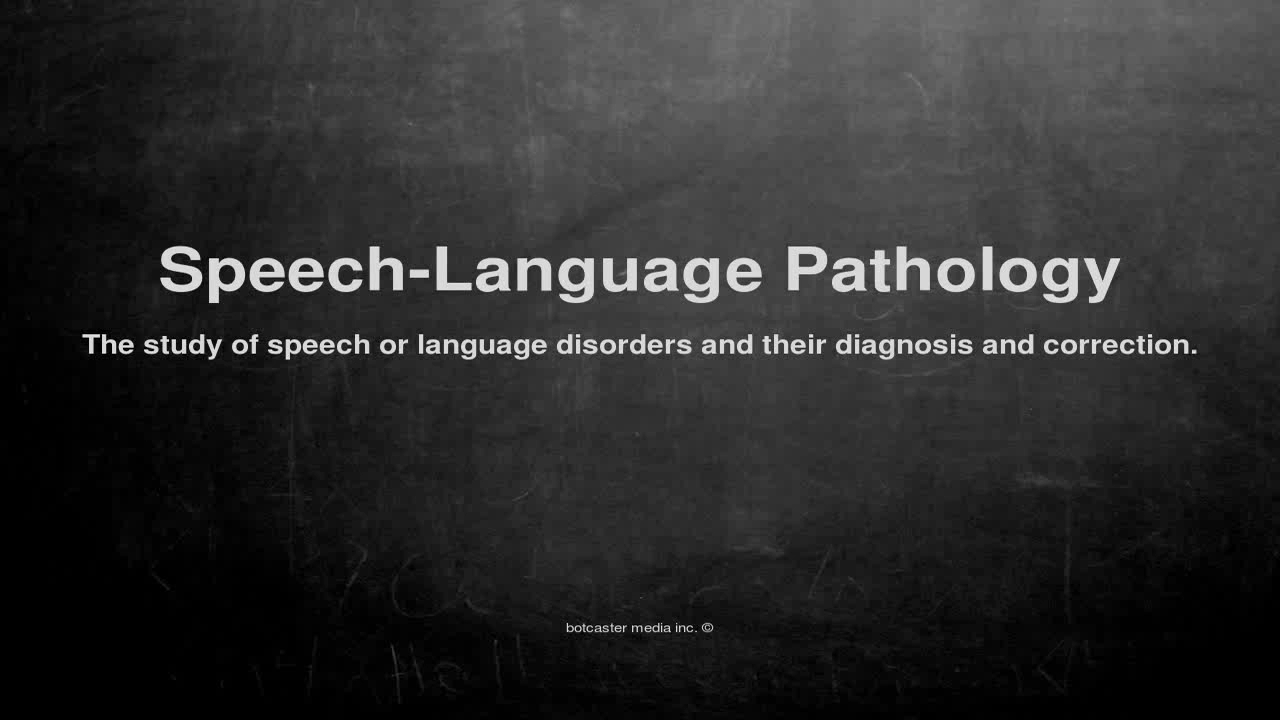 Speech-Language Pathology
The study of speech or language disorders and their diagnosis and correction.
botcaster media inc. ©